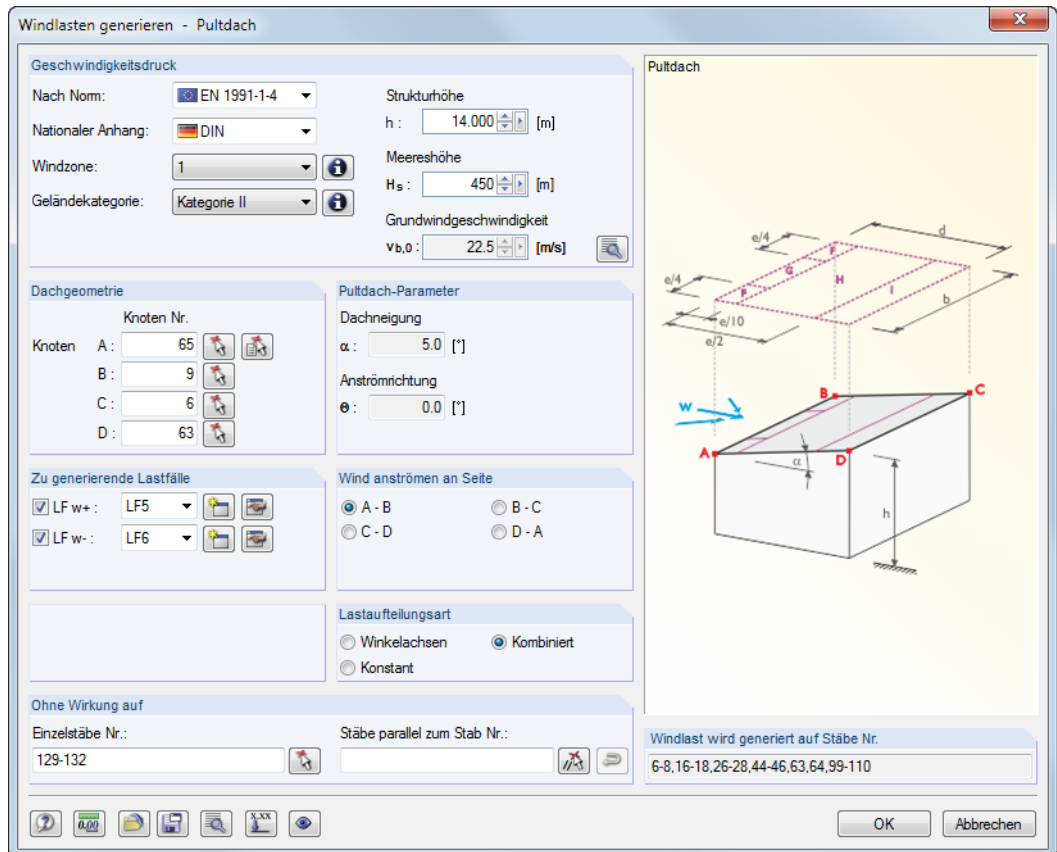 Windlasten generieren - Pultdach
Geschwindigkeitsdruck
Nach Norm: EN 1991-1-4
Nationaler Anhang: DIN
Windzone: 1
Geländekategorie: Kategorie II
Strukturhöhe
h : 14.000 [m]
Meereshöhe
Hs : 450 [m]
Grundwindgeschwindigkeit
vb,0 : 22.5 [m/s]
Dachgeometrie
Knoten Nr.
Knoten A : 65
B : 9
C : 6
D : 63
Pultdach-Parameter
Dachneigung
α : 5.0 [°]
Anströmrichtung
Θ : 0.0 [°]
Zu generierende Lastfälle
LF w+ : LF5
LF w- : LF6
Wind anströmen an Seite
A - B B - C
C - D D - A
Lastaufteilungsart
Winkelachsen Kombiniert
Konstant
Ohne Wirkung auf
Einzelstäbe Nr.:
129-132
Stäbe parallel zum Stab Nr.:
Pultdach
e/4
d
F
G
H
e/4
F
I
b
e/10
e/2
B
C
W
A
α
D
h
Windlast wird generiert auf Stäbe Nr.
6-8,16-18,26-28,44-46,63,64,99-110
0.00
X.XX
OK Abbrechen